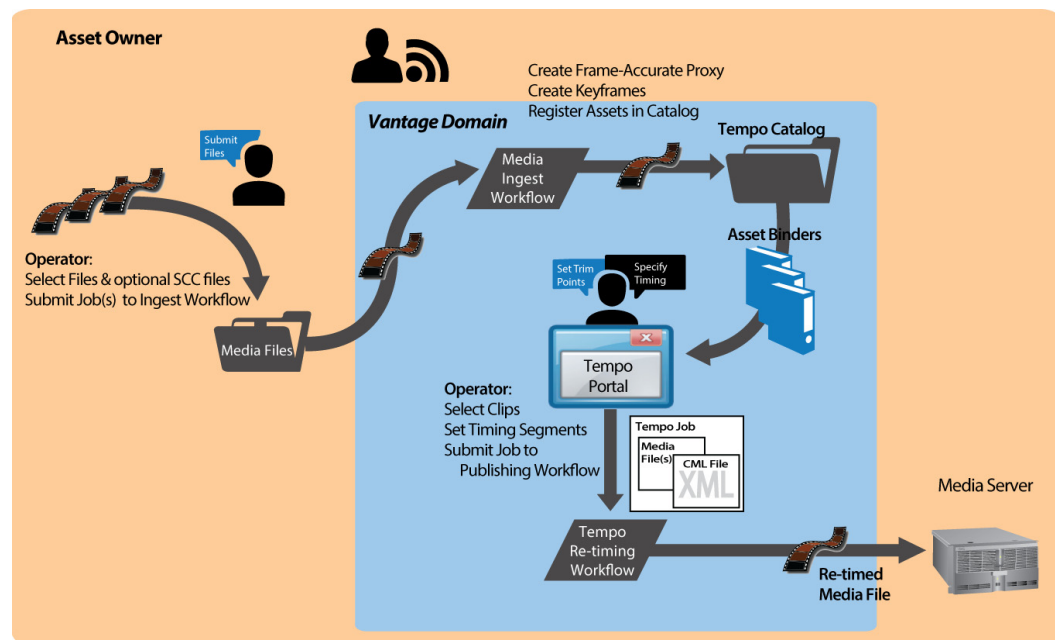 Asset Owner
Create Frame-Accurate Proxy
Create Keyframes
Register Assets in Catalog
Vantage Domain
Tempo Catalog
Submit
Files
Media
Ingest
Workflow
Operator:
Select Files & optional SCC files
Submit Job(s) to Ingest Workflow
Asset Binders
Set Trim
Points
Specify
Timing
Media Files
Tempo
Portal
Operator:
Select Clips
Set Timing Segments
Submit Job to
Publishing Workflow
Tempo Job
Media
File(s)
CML File
XML
Media Server
Tempo
Re-timing
Workflow
Re-timed
Media File